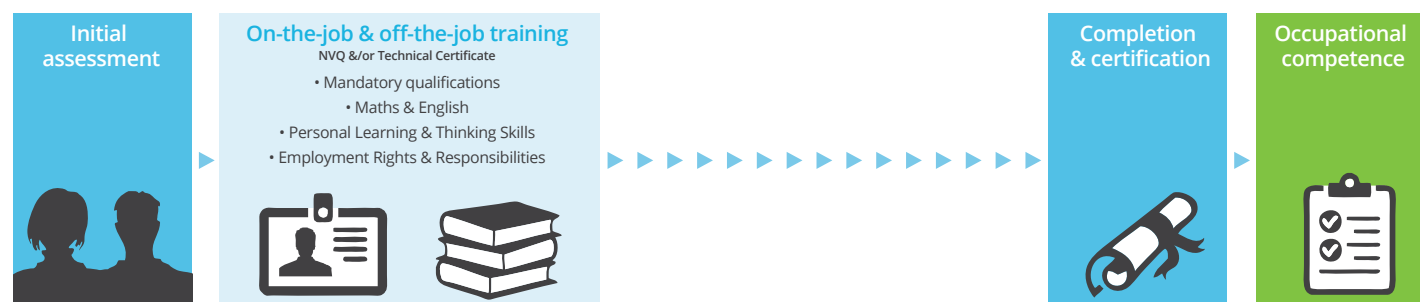 Initial
assessment
On-the-job & off-the-job training
NVQ &/or Technical Certificate
• Mandatory qualifications
• Maths & English
• Personal Learning & Thinking Skills
• Employment Rights & Responsibilities
Completion
& certification
Occupational
competence